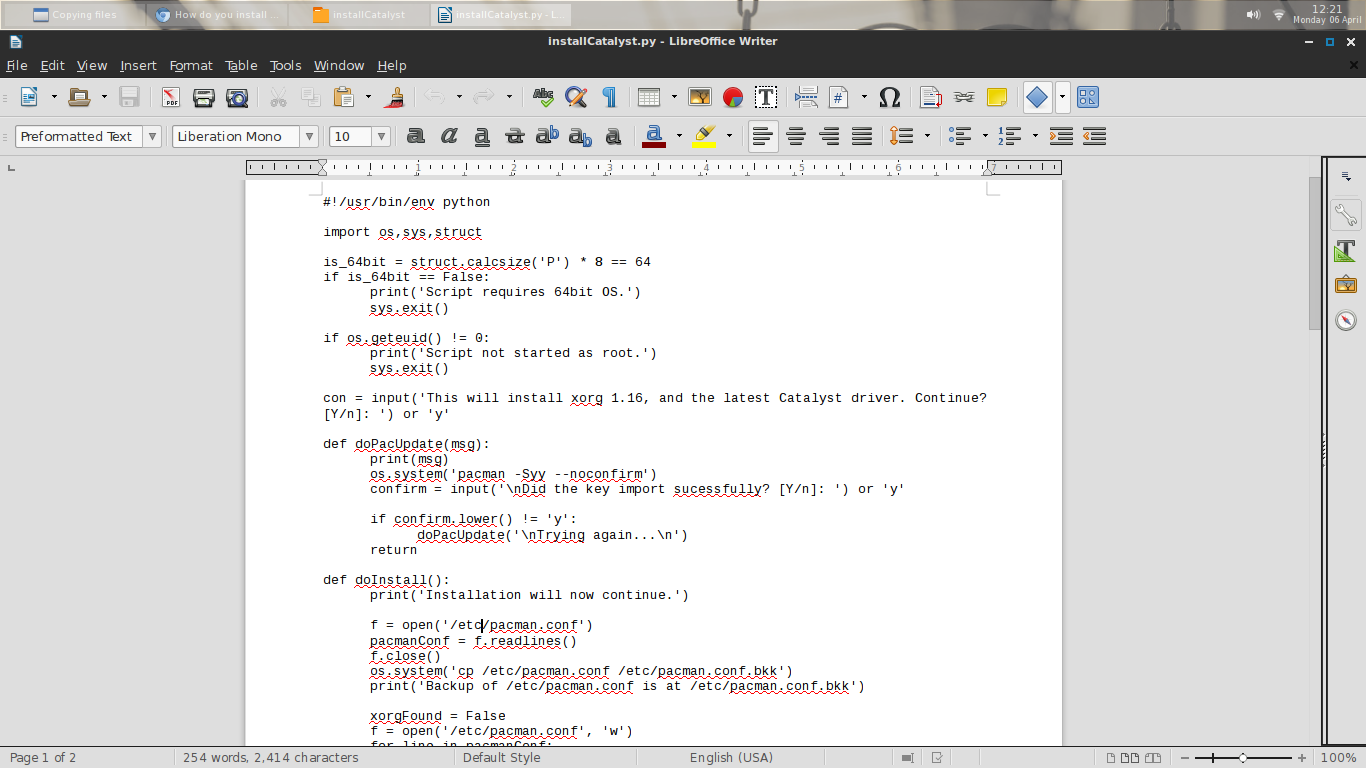 Copying files
How do you install ...
installCatalyst
installCatalyst.py - L...
12:21
Monday 06 April
installCatalyst.py - LibreOffice Writer
File Edit View Insert Format Table Tools Window Help
Preformatted Text
Liberation Mono
10
1 2 3 4 5 6 7
#!/usr/bin/env python
import os,sys,struct
is_64bit = struct.calcsize('P') * 8 == 64
if is_64bit == False:
print('Script requires 64bit OS.')
sys.exit()
if os.geteuid() != 0:
print('Script not started as root.')
sys.exit()
con = input('This will install xorg 1.16, and the latest Catalyst driver. Continue?
[Y/n]: ') or 'y'
def doPacUpdate(msg):
print(msg)
os.system('pacman -Syy --noconfirm')
confirm = input('\nDid the key import sucessfully? [Y/n]: ') or 'y'
if confirm.lower() != 'y':
doPacUpdate('\nTrying again...\n')
return
def doInstall():
print('Installation will now continue.')
f = open('/etc/pacman.conf')
pacmanConf = f.readlines()
f.close()
os.system('cp /etc/pacman.conf /etc/pacman.conf.bkk')
print('Backup of /etc/pacman.conf is at /etc/pacman.conf.bkk')
xorgFound = False
f = open('/etc/pacman.conf', 'w')
for line in pacmanConf:
Page 1 of 2
254 words, 2,414 characters
Default Style
English (USA)
100%